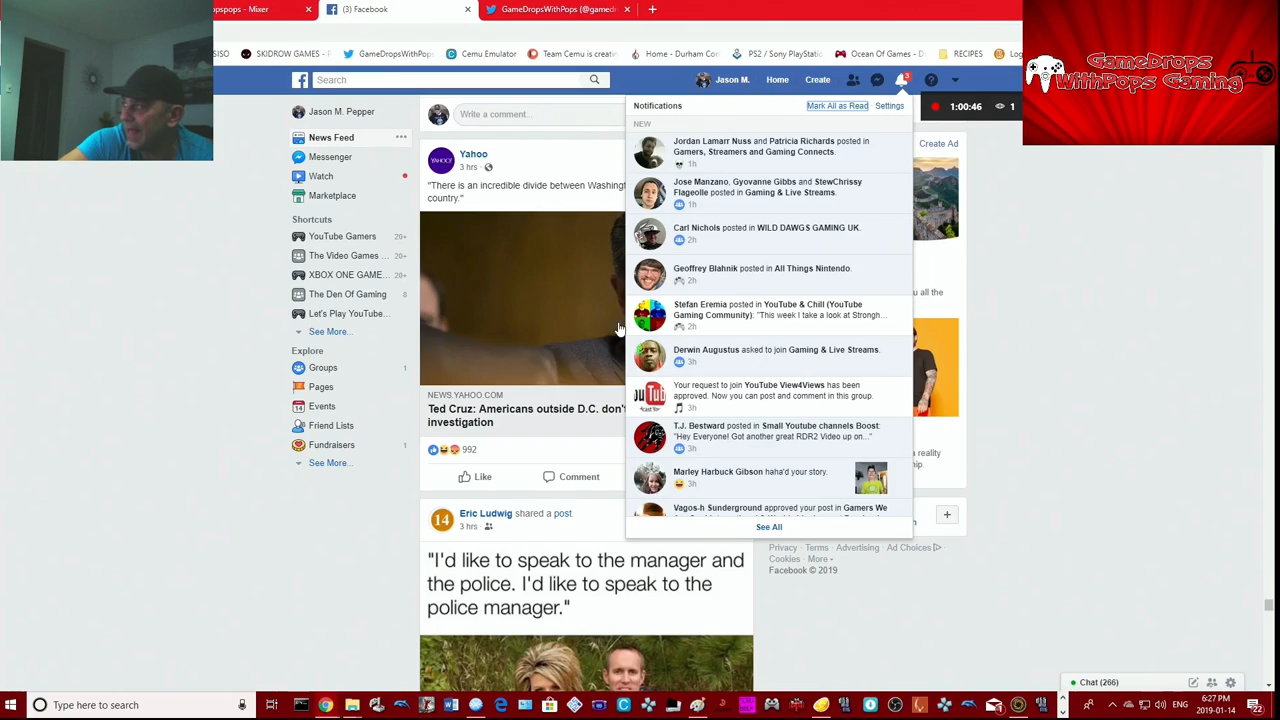 opspops - Mixer
(3) Facebook
GameDropsWithPops (@gamedr
SISO
SKIDROW GAMES - P
GameDropsWithPops
Cemu Emulator
Team Cemu is creatin
Home - Durham Con
PS2 / Sony PlayStatio
Ocean Of Games - D
RECIPES
Log
GameDrops
WithPops Gaming
Search
Jason M.
Home
Create
3
Jason M. Pepper
News Feed
Messenger
Watch
Marketplace
Shortcuts
YouTube Gamers 20+
The Video Games ... 20+
XBOX ONE GAME... 20+
The Den Of Gaming 8
Let's Play YouTube...
See More...
Explore
Groups 1
Pages
Events
Friend Lists
Fundraisers 1
See More...
Write a comment...
YAHOO!
Yahoo
3 hrs
"There is an incredible divide between Washingt
country."
NEWS.YAHOO.COM
Ted Cruz: Americans outside D.C. don't
investigation
992
Like
Comment
14
Eric Ludwig shared a post.
3 hrs
"I'd like to speak to the manager and
the police. I'd like to speak to the
police manager."
Notifications
Mark All as Read
Settings
NEW
Jordan Lamarr Nuss and Patricia Richards posted in
Gamers, Streamers and Gaming Connects.
1h
Jose Manzano, Gyovanne Gibbs and StewChrissy
Flageolle posted in Gaming & Live Streams.
1h
Carl Nichols posted in WILD DAWGS GAMING UK.
2h
Geoffrey Blahnik posted in All Things Nintendo.
2h
Stefan Eremia posted in YouTube & Chill (YouTube
Gaming Community): "This week I take a look at Strongh...
2h
Derwin Augustus asked to join Gaming & Live Streams.
3h
Your request to join YouTube View4Views has been
approved. Now you can post and comment in this group.
3h
T.J. Bestward posted in Small Youtube channels Boost:
"Hey Everyone! Got another great RDR2 Video up on..."
3h
Marley Harbuck Gibson haha'd your story.
3h
Vagos-h Sunderground approved your post in Gamers We
See All
1:00:46
1
Create Ad
u all the
u reality
hip.
Privacy · Terms · Advertising · Ad Choices ·
Cookies · More
Facebook © 2019
Chat (266)
Type here to search
ENG
6:27 PM
2019-01-14
22